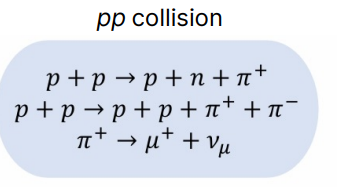 pp collision
p + p → p + n + π⁺
p + p → p + p + π⁺ + π⁻
π⁺ → μ⁺ + ν_μ